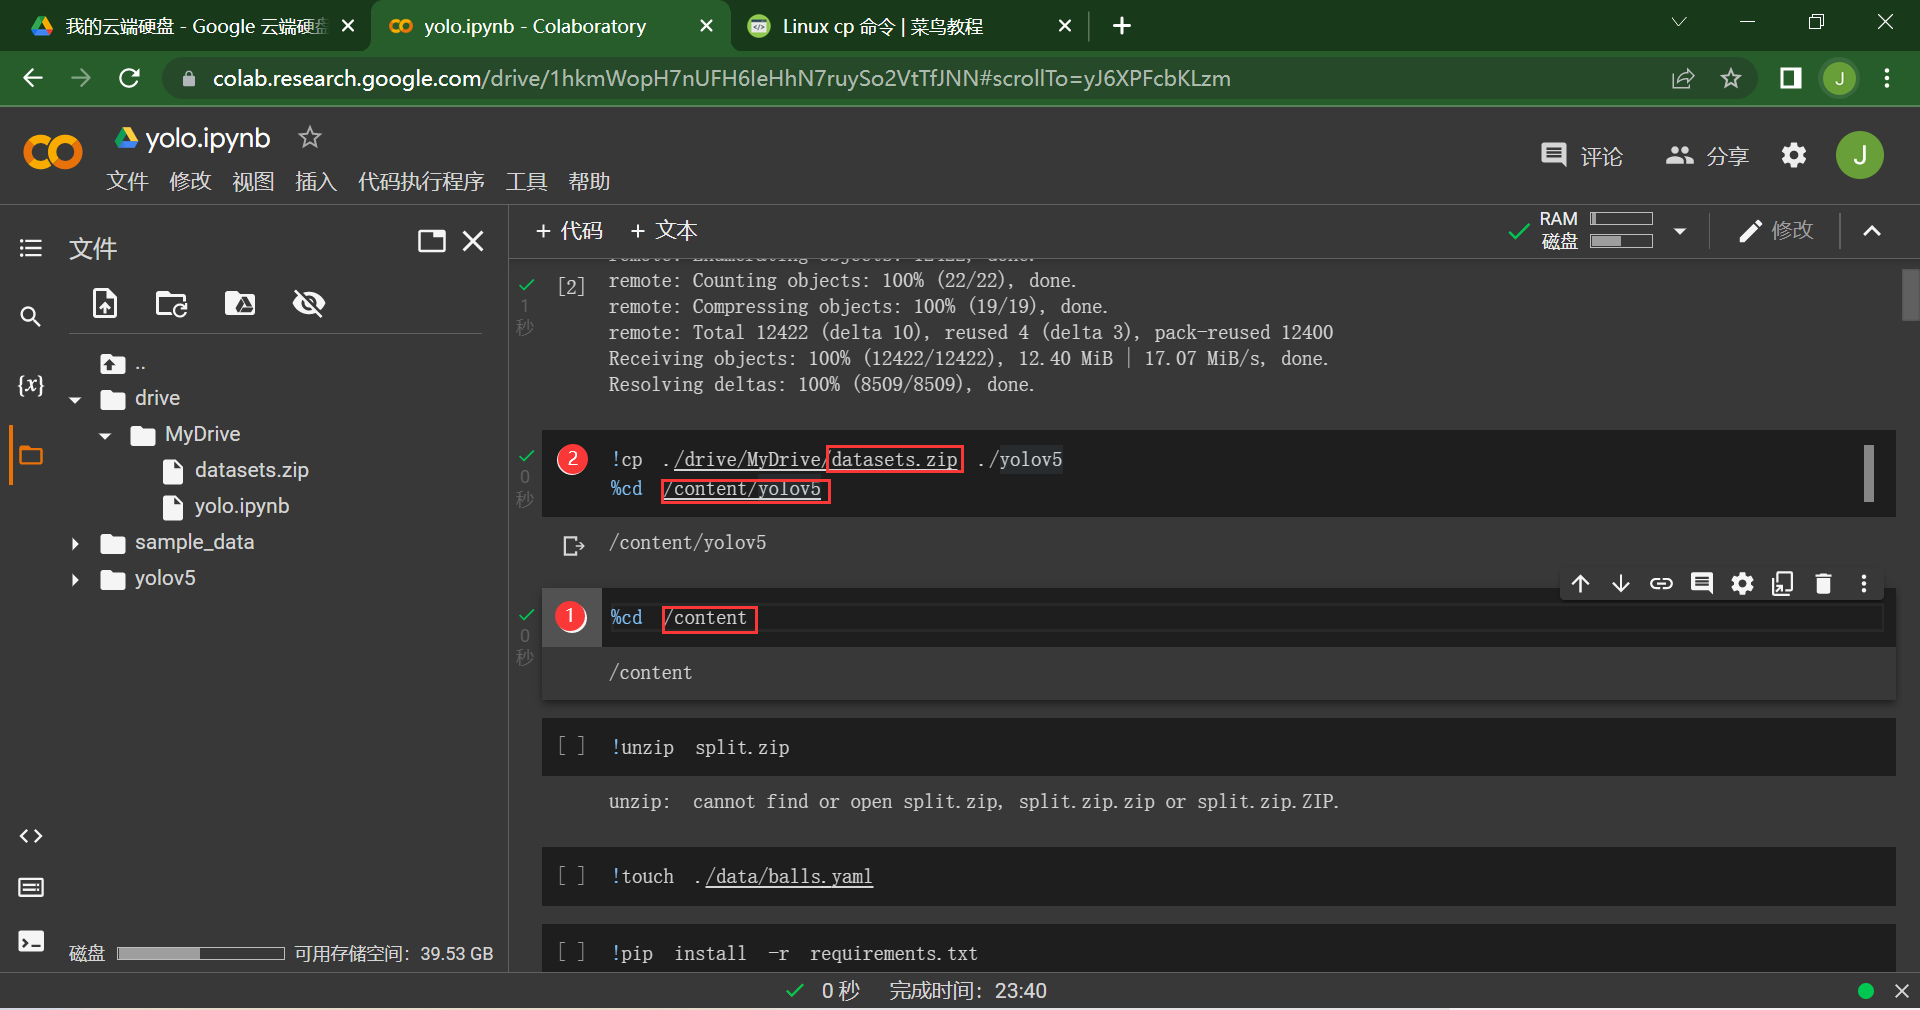 我的云端硬盘 - Google 云端硬盘
yolo.ipynb - Colaboratory
Linux cp 命令 | 菜鸟教程
colab.research.google.com/drive/1hkmWopH7nUFH6IeHhN7ruySo2VtTfJNN#scrollTo=yJ6XPFcbKLzm
J
yolo.ipynb
文件 修改 视图 插入 代码执行程序 工具 帮助
评论 分享 J
文件
+ 代码 + 文本
RAM
磁盘
修改
..
drive
MyDrive
datasets.zip
yolo.ipynb
sample_data
yolov5
{x}
磁盘 可用存储空间: 39.53 GB
remote: Enumerating objects: 12422, done.
[2] remote: Counting objects: 100% (22/22), done.
1 秒
remote: Compressing objects: 100% (19/19), done.
remote: Total 12422 (delta 10), reused 4 (delta 3), pack-reused 12400
Receiving objects: 100% (12422/12422), 12.40 MiB | 17.07 MiB/s, done.
Resolving deltas: 100% (8509/8509), done.
0 秒
2 !cp ./drive/MyDrive/datasets.zip ./yolov5
%cd /content/yolov5
/content/yolov5
0 秒
1 %cd /content
/content
[ ] !unzip split.zip
unzip: cannot find or open split.zip, split.zip.zip or split.zip.ZIP.
[ ] !touch ./data/balls.yaml
[ ] !pip install -r requirements.txt
0 秒 完成时间: 23:40